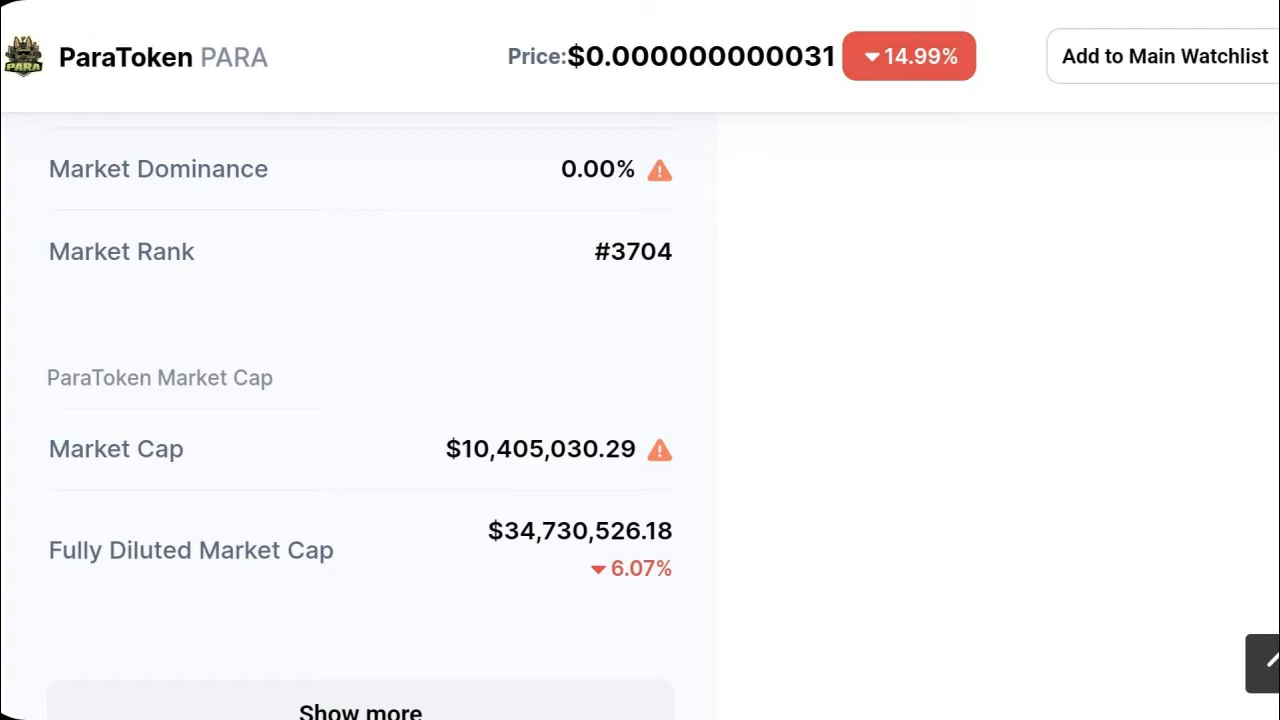 PARA
ParaToken PARA
Price:$0.000000000031 14.99%
Add to Main Watchlist
Market Dominance 0.00%
Market Rank #3704
ParaToken Market Cap
Market Cap $10,405,030.29
Fully Diluted Market Cap $34,730,526.18
6.07%
Show more